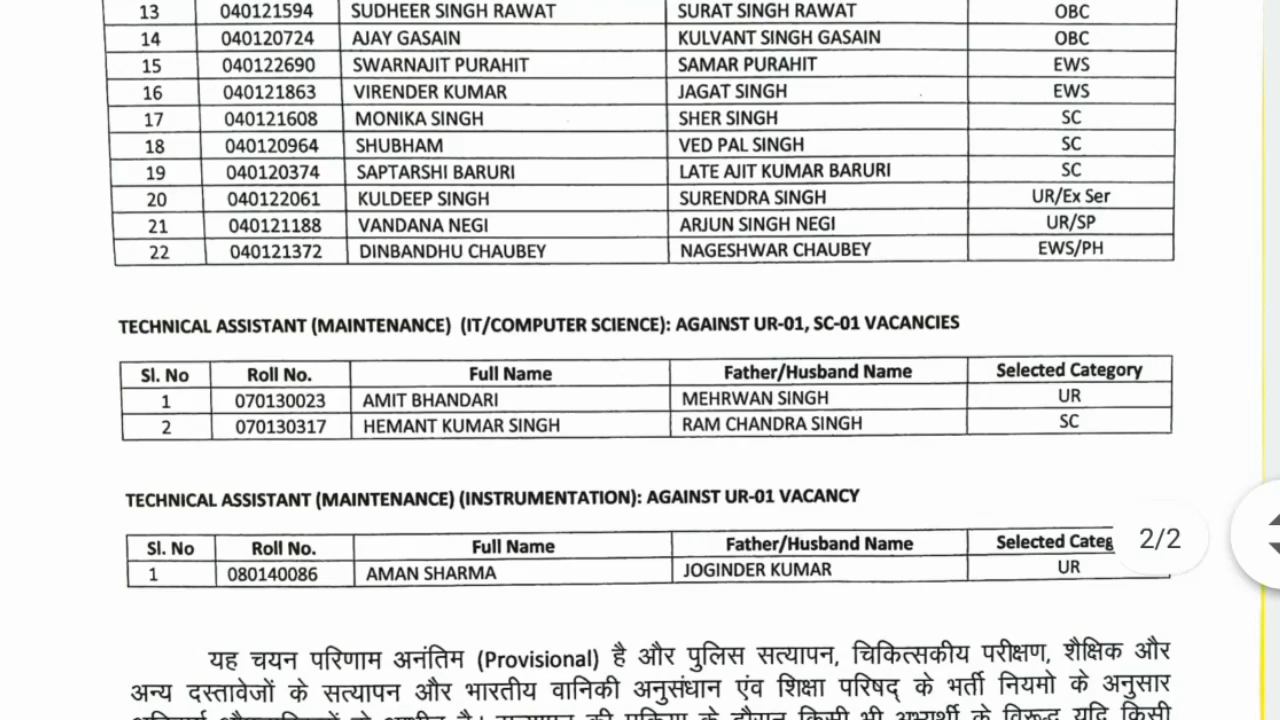 13 040121594 SUDHEER SINGH RAWAT SURAT SINGH RAWAT OBC
14 040120724 AJAY GASAIN KULVANT SINGH GASAIN OBC
15 040122690 SWARNAJIT PURAHIT SAMAR PURAHIT EWS
16 040121863 VIRENDER KUMAR JAGAT SINGH EWS
17 040121608 MONIKA SINGH SHER SINGH SC
18 040120964 SHUBHAM VED PAL SINGH SC
19 040120374 SAPTARSHI BARURI LATE AJIT KUMAR BARURI SC
20 040122061 KULDEEP SINGH SURENDRA SINGH UR/Ex Ser
21 040121188 VANDANA NEGI ARJUN SINGH NEGI UR/SP
22 040121372 DINBANDHU CHAUBEY NAGESHWAR CHAUBEY EWS/PH
TECHNICAL ASSISTANT (MAINTENANCE) (IT/COMPUTER SCIENCE): AGAINST UR-01, SC-01 VACANCIES
Sl. No Roll No. Full Name Father/Husband Name Selected Category
1 070130023 AMIT BHANDARI MEHRWAN SINGH UR
2 070130317 HEMANT KUMAR SINGH RAM CHANDRA SINGH SC
TECHNICAL ASSISTANT (MAINTENANCE) (INSTRUMENTATION): AGAINST UR-01 VACANCY
Sl. No Roll No. Full Name Father/Husband Name Selected Categ
2/2
1 080140086 AMAN SHARMA JOGINDER KUMAR UR
यह चयन परिणाम अनंतिम (Provisional) है और पुलिस सत्यापन, चिकित्सकीय परीक्षण, शैक्षिक और
अन्य दस्तावेजों के सत्यापन और भारतीय वानिकी अनुसंधान एंव शिक्षा परिषद् के भर्ती नियमो के अनुसार
के दौरान किसी भी अभ्यर्थी के विरूद्ध यदि किसी